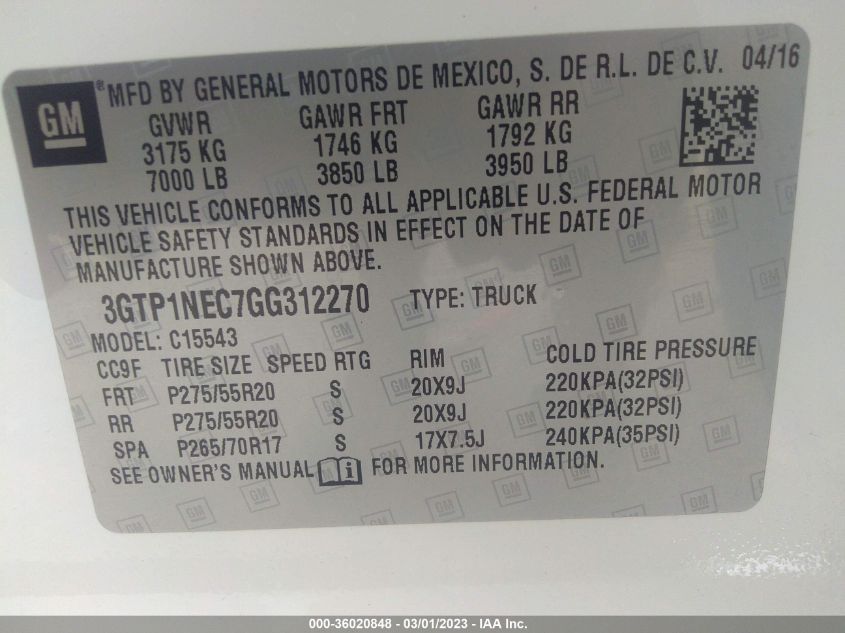 GM ® MFD BY GENERAL MOTORS DE MEXICO, S. DE R.L. DE C.V. 04/16
GVWR GAWR FRT GAWR RR
3175 KG 1746 KG 1792 KG
7000 LB 3850 LB 3950 LB
THIS VEHICLE CONFORMS TO ALL APPLICABLE U.S. FEDERAL MOTOR
VEHICLE SAFETY STANDARDS IN EFFECT ON THE DATE OF
MANUFACTURE SHOWN ABOVE.
3GTP1NEC7GG312270 TYPE: TRUCK
MODEL: C15543
CC9F TIRE SIZE SPEED RTG RIM COLD TIRE PRESSURE
FRT P275/55R20 S 20X9J 220KPA(32PSI)
RR P275/55R20 S 20X9J 220KPA(32PSI)
SPA P265/70R17 S 17X7.5J 240KPA(35PSI)
SEE OWNER'S MANUAL FOR MORE INFORMATION.
000-36020848 - 03/01/2023 - IAA Inc.